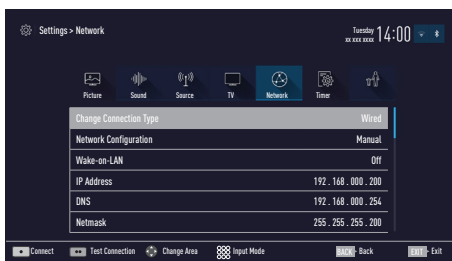 Settings > Network
Tuesday
xx xxx xxxx
14:00
Picture Sound Source TV Network Timer
Change Connection Type Wired
Network Configuration Manual
Wake-on-LAN Off
IP Address 192 . 168 . 000 . 200
DNS 192 . 168 . 000 . 254
Netmask 255 . 255 . 255 . 200
Connect Test Connection Change Area Input Mode BACK - Back EXIT - Exit